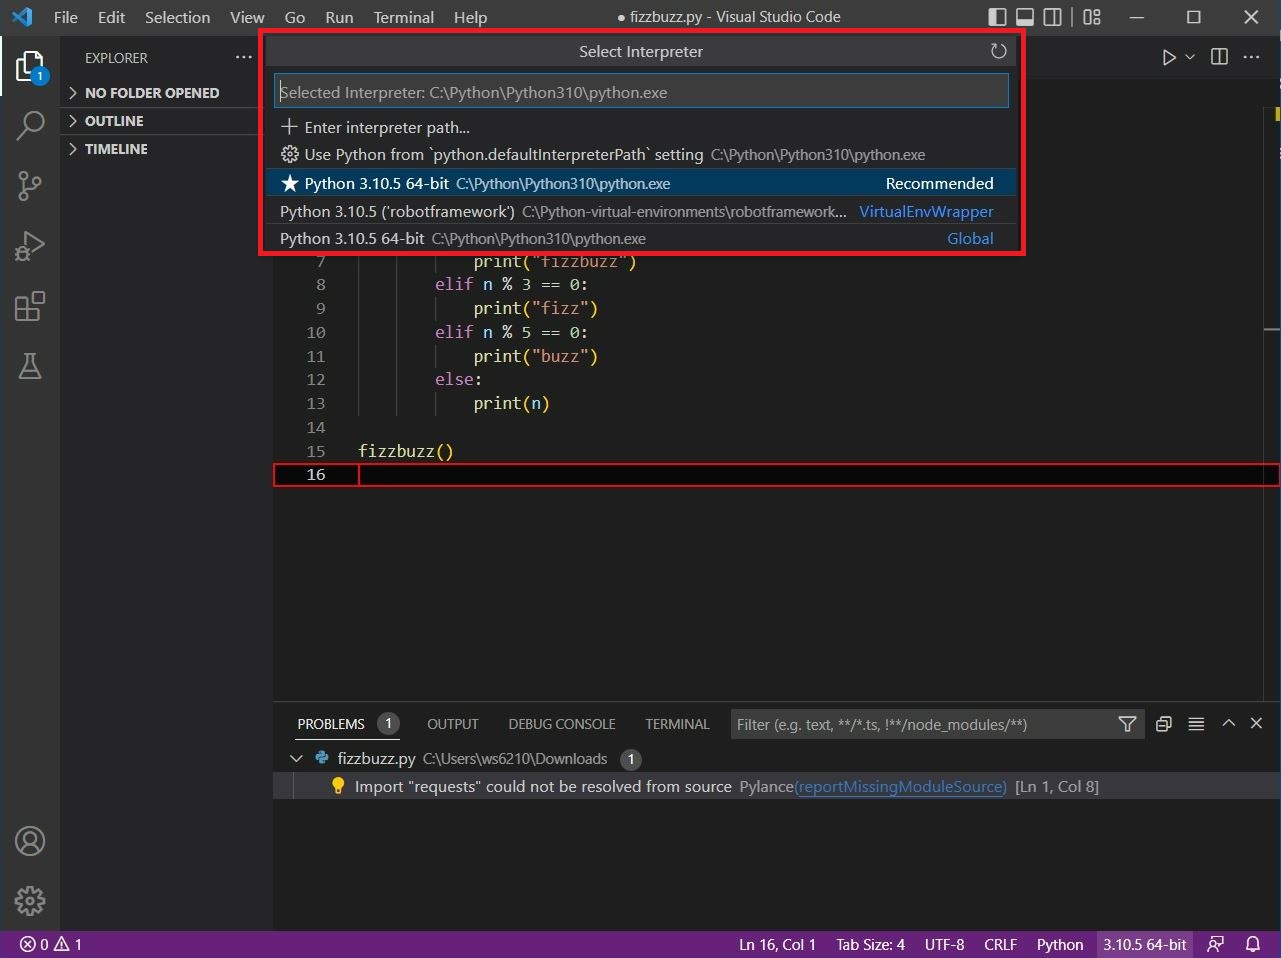 File Edit Selection View Go Run Terminal Help ● fizzbuzz.py - Visual Studio Code
EXPLORER
NO FOLDER OPENED
OUTLINE
TIMELINE
Select Interpreter
Selected Interpreter: C:\Python\Python310\python.exe
Enter interpreter path...
Use Python from `python.defaultInterpreterPath` setting C:\Python\Python310\python.exe
Python 3.10.5 64-bit C:\Python\Python310\python.exe Recommended
Python 3.10.5 ('robotframework') C:\Python-virtual-environments\robotframework... VirtualEnvWrapper
Python 3.10.5 64-bit C:\Python\Python310\python.exe Global
7 print("fizzbuzz")
8 elif n % 3 == 0:
9 print("fizz")
10 elif n % 5 == 0:
11 print("buzz")
12 else:
13 print(n)
14
15 fizzbuzz()
16
1
PROBLEMS 1 OUTPUT DEBUG CONSOLE TERMINAL Filter (e.g. text, **/*.ts, !**/node_modules/**)
fizzbuzz.py C:\Users\ws6210\Downloads 1
Import "requests" could not be resolved from source Pylance(reportMissingModuleSource) [Ln 1, Col 8]
0 1 Ln 16, Col 1 Tab Size: 4 UTF-8 CRLF Python 3.10.5 64-bit